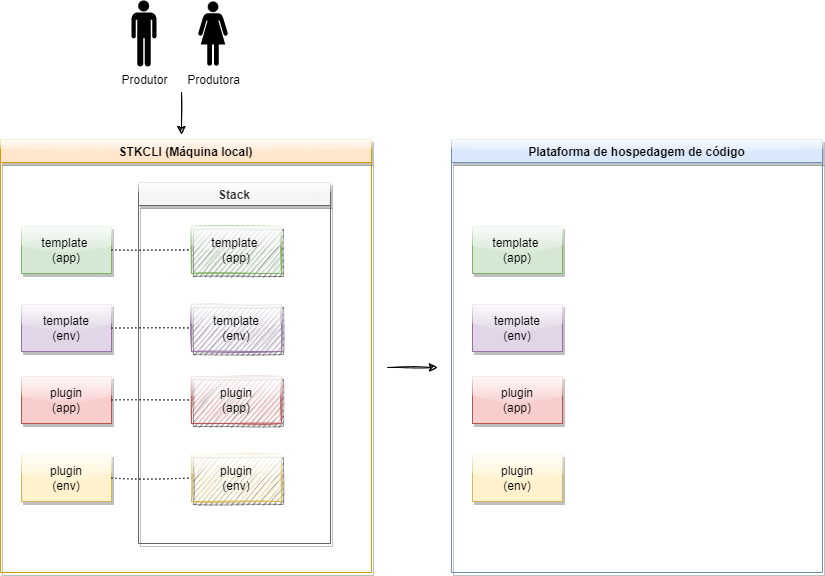 Produtor
Produtora
STKCLI (Máquina local)
Stack
template
(app)
template
(app)
template
(env)
template
(env)
plugin
(app)
plugin
(app)
plugin
(env)
plugin
(env)
Plataforma de hospedagem de código
template
(app)
template
(env)
plugin
(app)
plugin
(env)